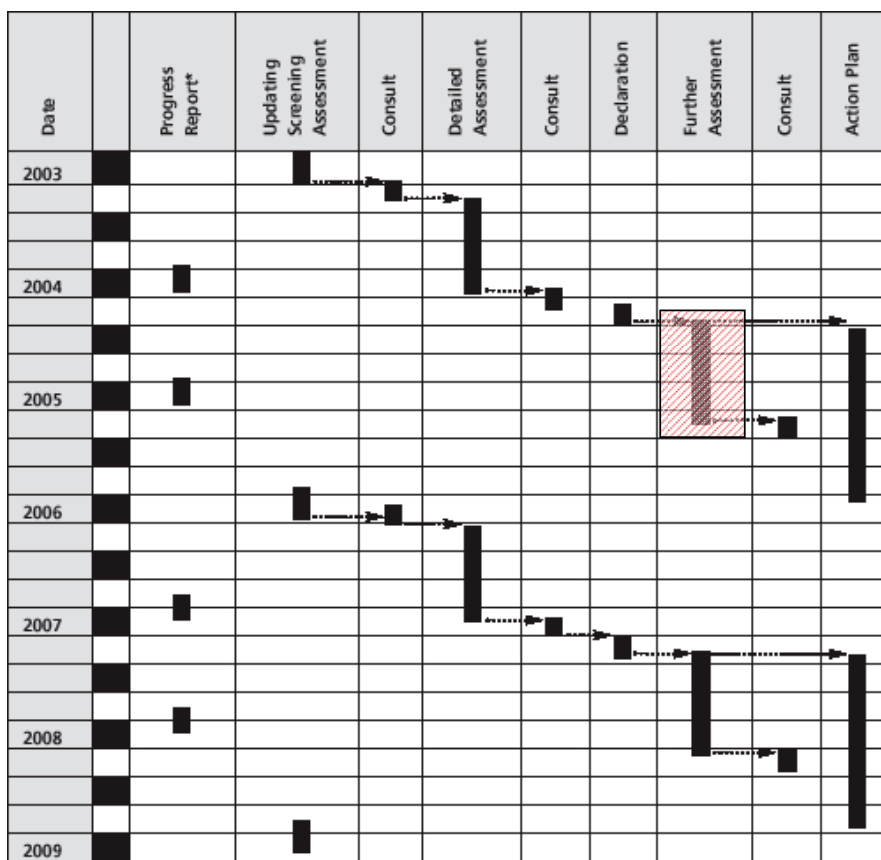 Date
Progress
Report*
Updating
Screening
Assessment
Consult
Detailed
Assessment
Consult
Declaration
Further
Assessment
Consult
Action Plan
2003
2004
2005
2006
2007
2008
2009